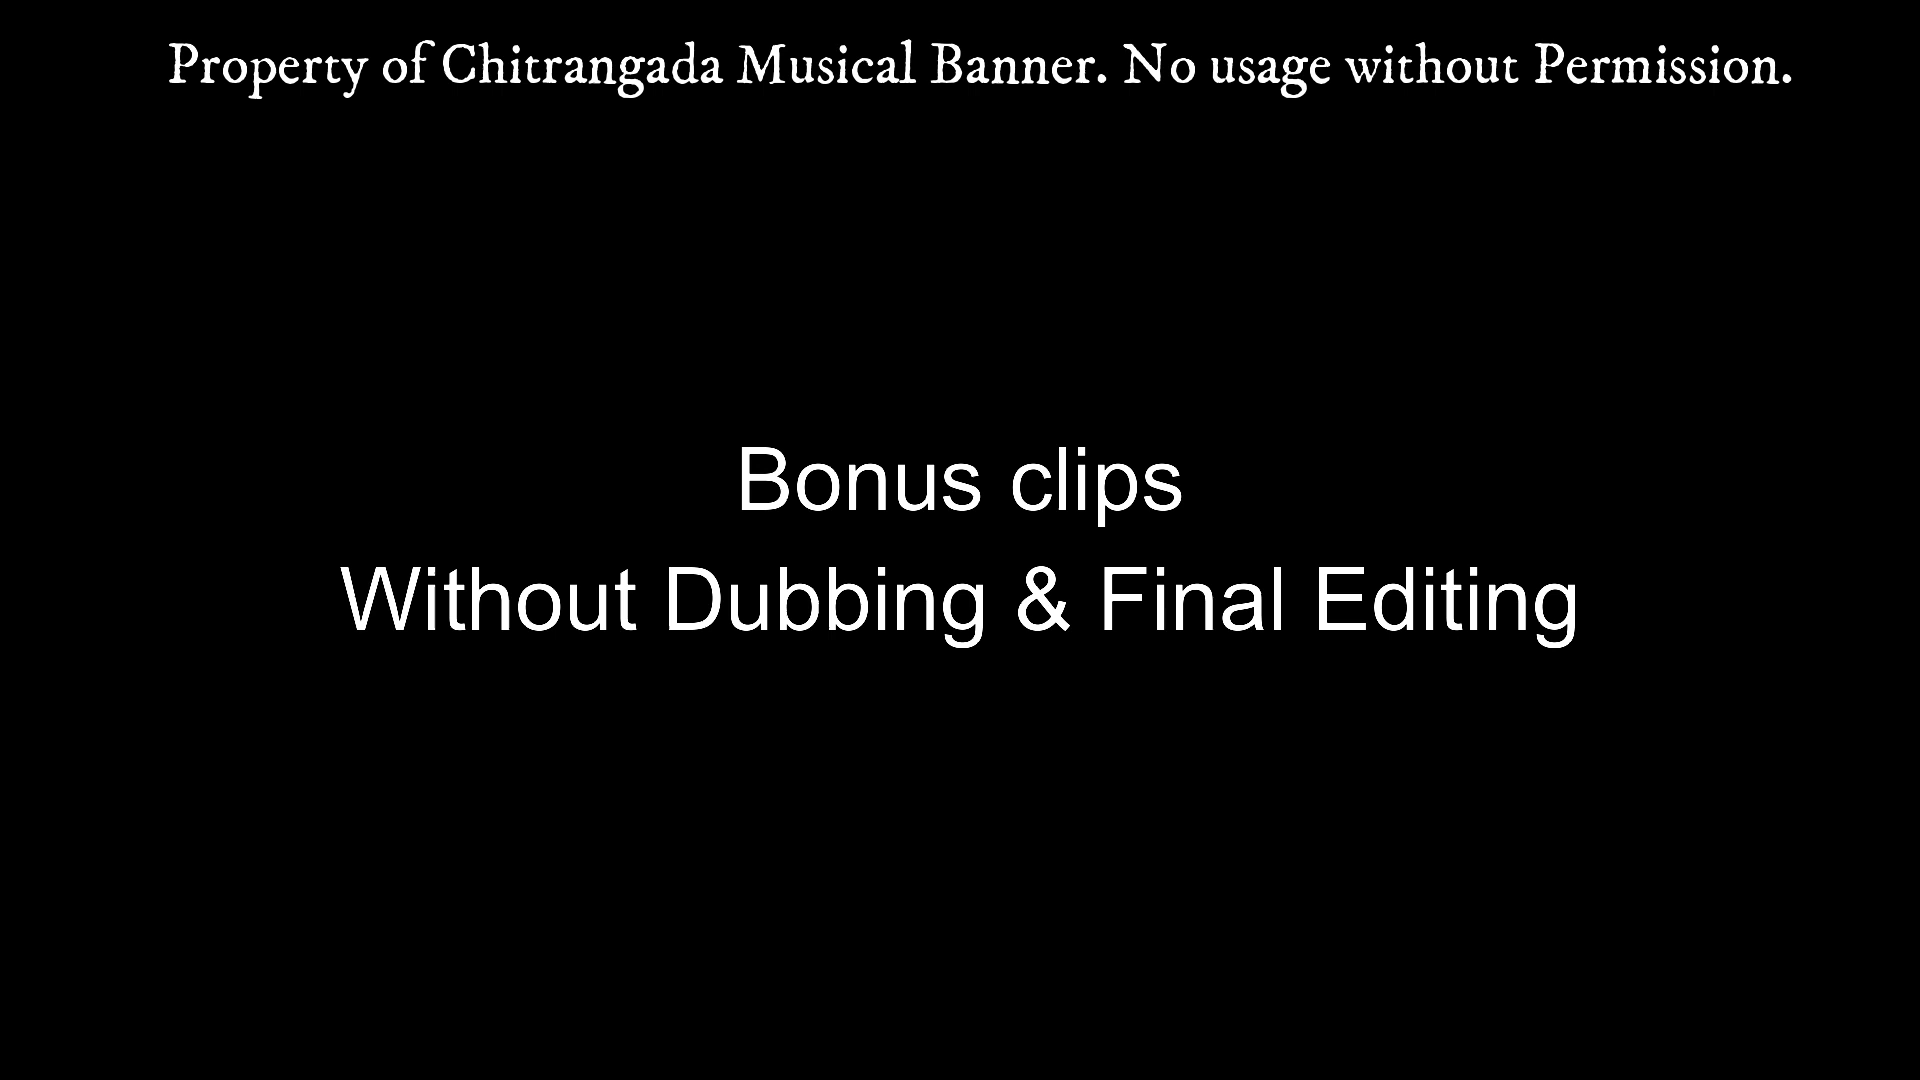 Property of Chitrangada Musical Banner. No usage without Permission.
Bonus clips
Without Dubbing & Final Editing